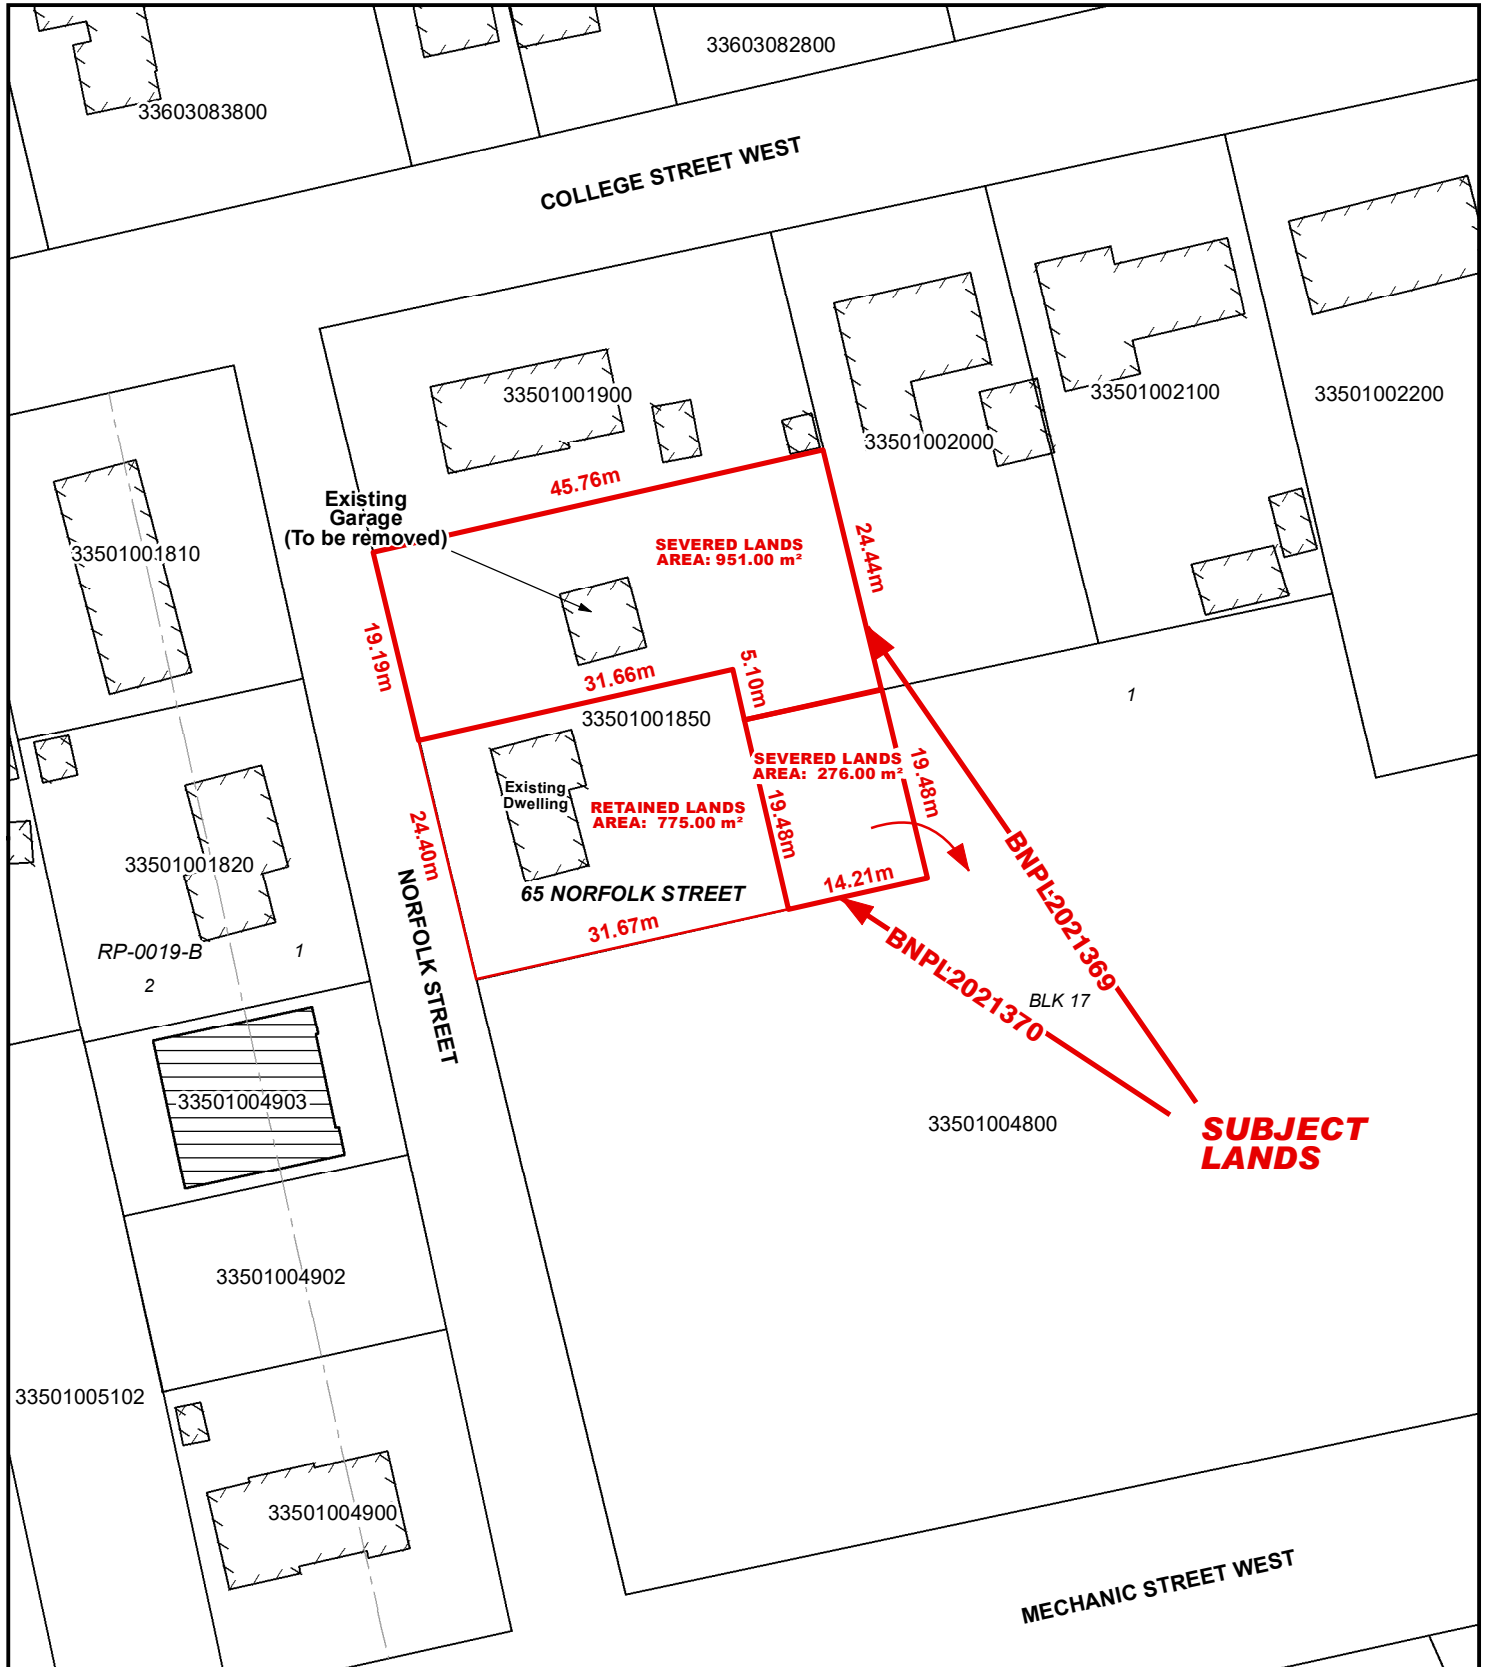 33603082800
33603083800
COLLEGE STREET WEST
33501001900
33501002100
33501002200
33501002000
45.76m
Existing
Garage
(To be removed)
33501001810
SEVERED LANDS
AREA: 951.00 m²
24.44m
19.19m
31.66m
5.10m
1
33501001850
SEVERED LANDS
AREA: 276.00 m²
19.48m
Existing
Dwelling
RETAINED LANDS
AREA: 775.00 m²
19.48m
24.40m
33501001820
14.21m
65 NORFOLK STREET
31.67m
BNPL2021369
BNPL2021370
NORFOLK STREET
RP-0019-B
1
2
BLK 17
33501004903
33501004800
SUBJECT
LANDS
33501004902
33501005102
33501004900
MECHANIC STREET WEST